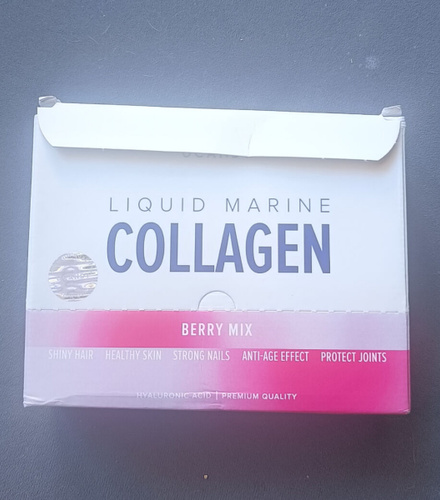 LIQUID MARINE
COLLAGEN
BERRY MIX
SHINY HAIR HEALTHY SKIN STRONG NAILS ANTI-AGE EFFECT PROTECT JOINTS
HYALURONIC ACID | PREMIUM QUALITY